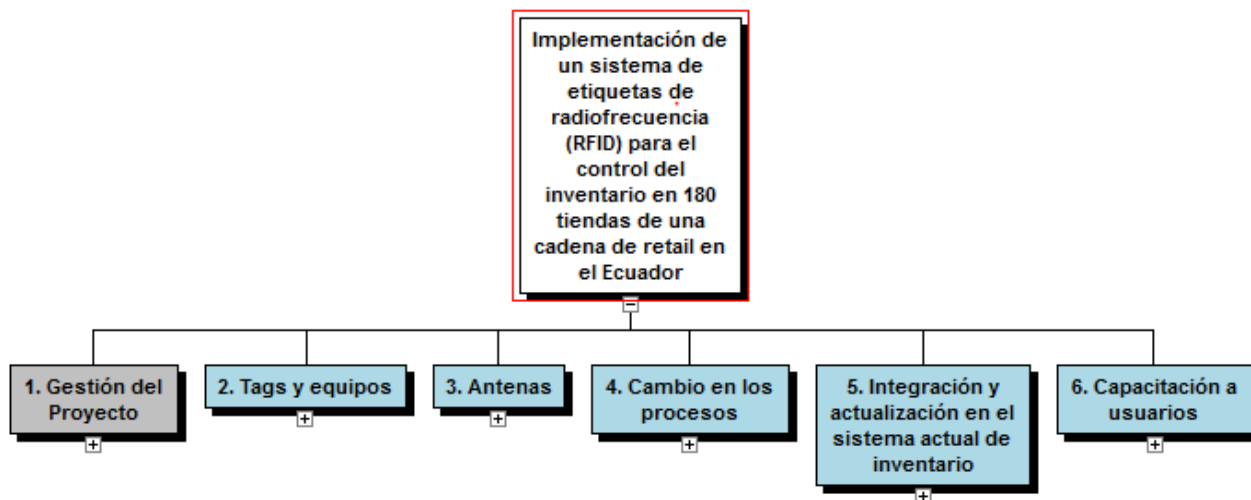 Implementación de
un sistema de
etiquetas de
radiofrecuencia
(RFID) para el
control del
inventario en 180
tiendas de una
cadena de retail en
el Ecuador
1. Gestión del
Proyecto
2. Tags y equipos
3. Antenas
4. Cambio en los
procesos
5. Integración y
actualización en el
sistema actual de
inventario
6. Capacitación a
usuarios